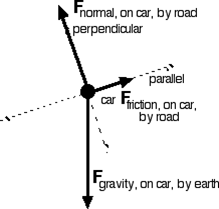 F normal, on car, by road
perpendicular
parallel
car
F friction, on car,
by road
F gravity, on car, by earth